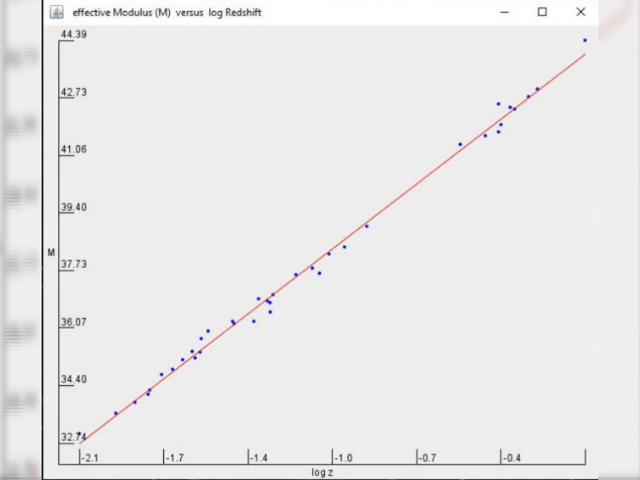 effective Modulus (M) versus log Redshift
44.39
42.73
41.06
39.40
M
37.73
36.07
34.40
32.74
-2.1 -1.7 -1.4 -1.0 -0.7 -0.4
log z